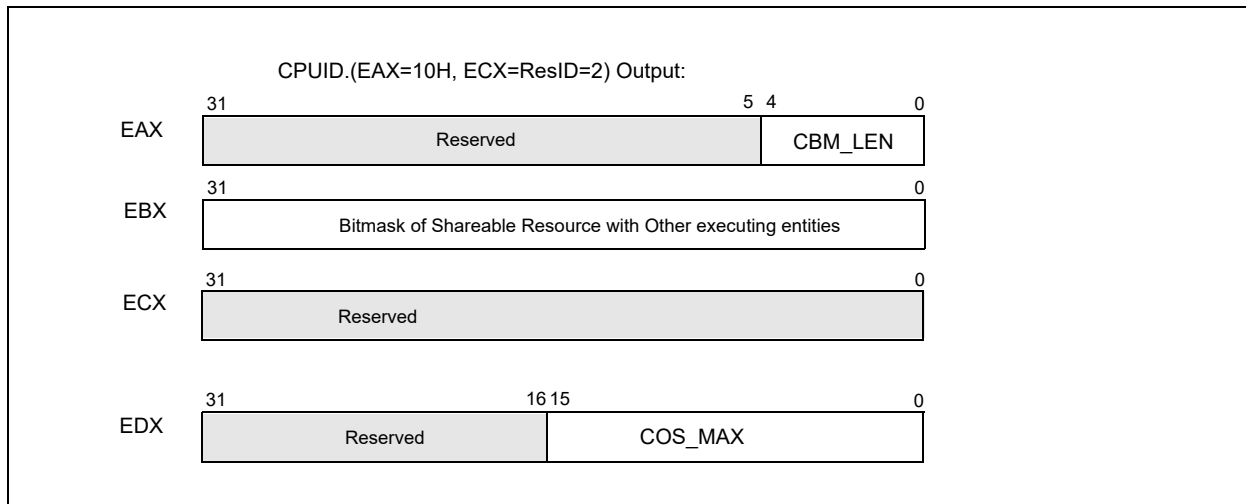 CPUID.(EAX=10H, ECX=ResID=2) Output:
31 5 4 0
EAX Reserved CBM_LEN
31 0
EBX Bitmask of Shareable Resource with Other executing entities
31 0
ECX Reserved
31 16 15 0
EDX Reserved COS_MAX